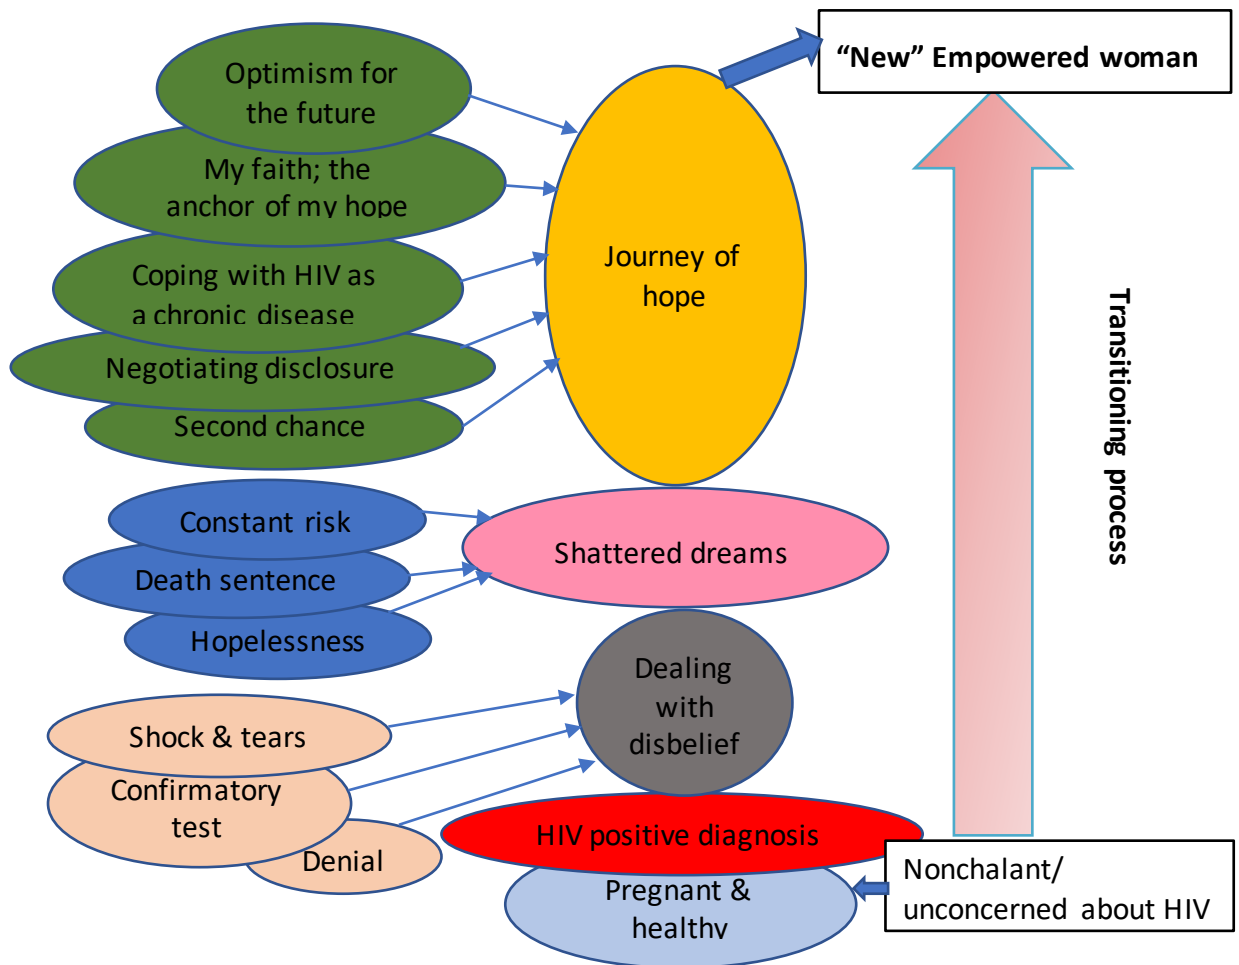 “New” Empowered woman
Optimism for
the future
My faith; the
anchor of my hope
Journey of
hope
Coping with HIV as
a chronic disease
Negotiating disclosure
Second chance
Transitioning process
Constant risk
Death sentence
Hopelessness
Shattered dreams
Dealing
with
disbelief
Shock & tears
Confirmatory
test
Denial
HIV positive diagnosis
Pregnant &
healthy
Nonchalant/
unconcerned about HIV